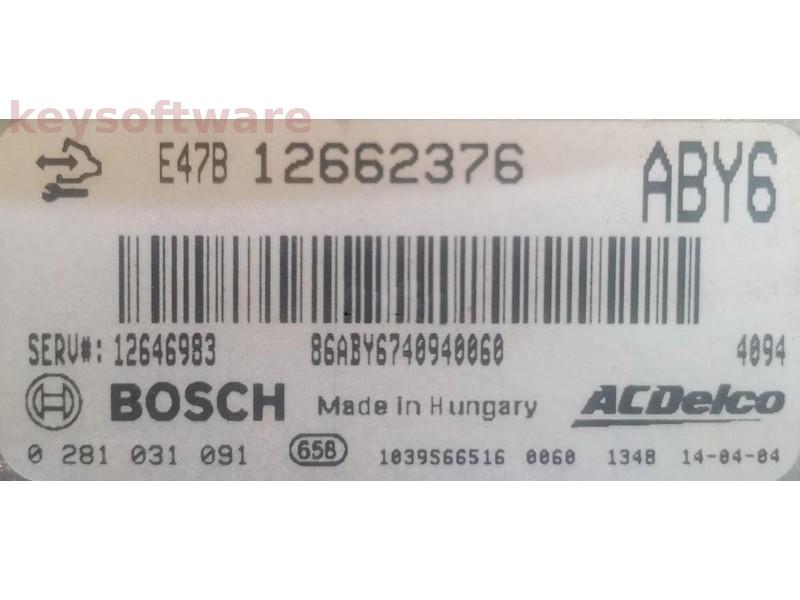 keysoftware
E47B 12662376 ABY6
SERV#: 12646983 86ABY6740940060 4094
BOSCH Made in Hungary ACDelco
0 281 031 091 658 1039S66516 0060 1348 14-04-04